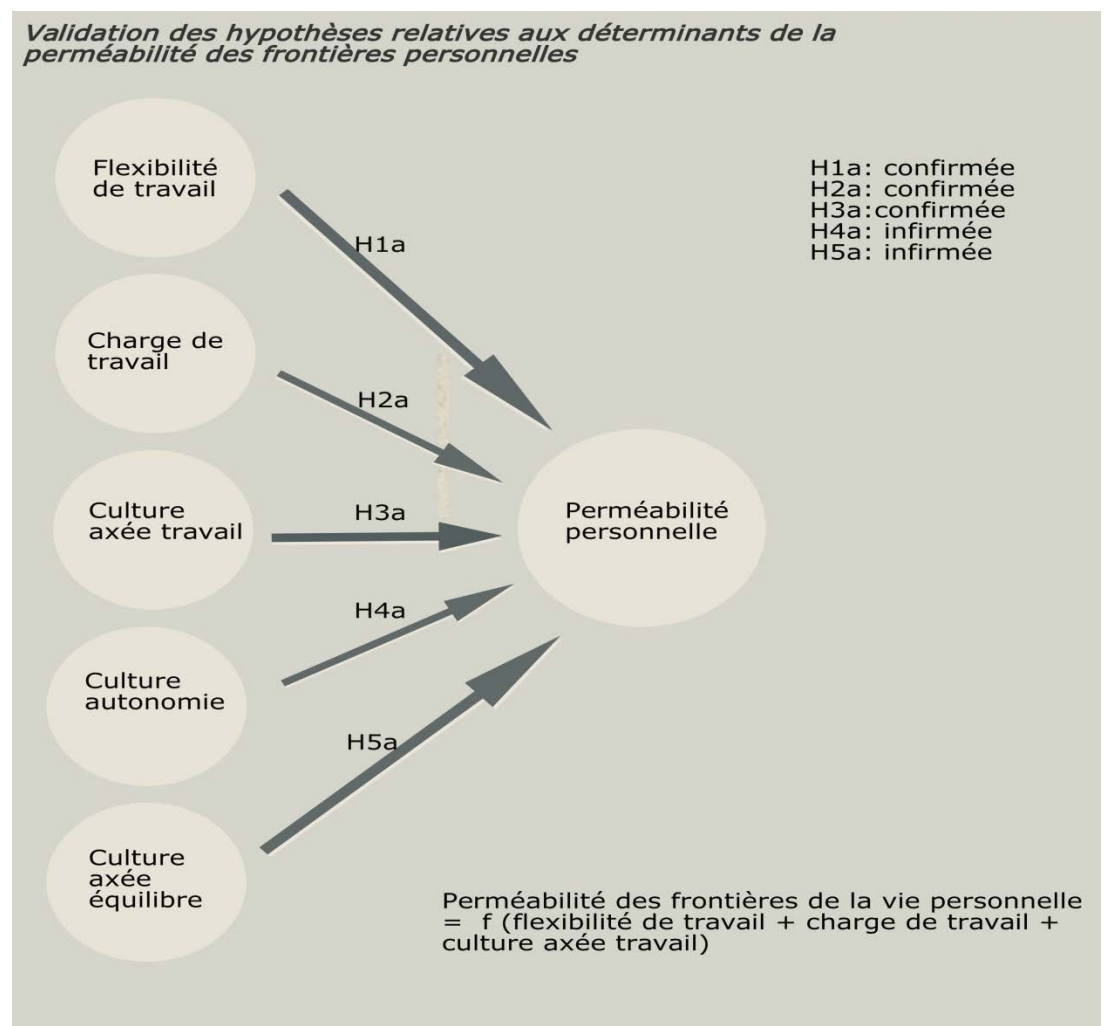 Validation des hypothèses relatives aux déterminants de la
perméabilité des frontières personnelles
Flexibilité
de travail
H1a: confirmée
H2a: confirmée
H3a:confirmée
H4a: infirmée
H5a: infirmée
H1a
Charge de
travail
H2a
Culture
axée travail
H3a
Perméabilité
personnelle
H4a
Culture
autonomie
H5a
Culture
axée
équilibre
Perméabilité des frontières de la vie personnelle
= f (flexibilité de travail + charge de travail +
culture axée travail)